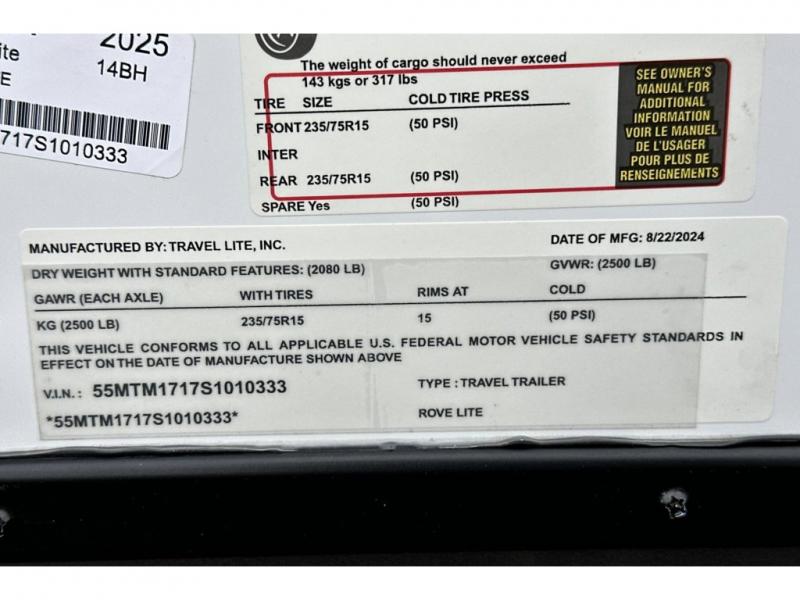 2025
ite
14BH
E
1717S1010333
The weight of cargo should never exceed
143 kgs or 317 lbs
TIRE SIZE COLD TIRE PRESS
FRONT 235/75R15 (50 PSI)
INTER
REAR 235/75R15 (50 PSI)
SPARE Yes (50 PSI)
SEE OWNER'S
MANUAL FOR
ADDITIONAL
INFORMATION
VOIR LE MANUEL
DE L'USAGER
POUR PLUS DE
RENSEIGNEMENTS
MANUFACTURED BY: TRAVEL LITE, INC. DATE OF MFG: 8/22/2024
DRY WEIGHT WITH STANDARD FEATURES: (2080 LB) GVWR: (2500 LB)
GAWR (EACH AXLE) WITH TIRES RIMS AT COLD
KG (2500 LB) 235/75R15 15 (50 PSI)
THIS VEHICLE CONFORMS TO ALL APPLICABLE U.S. FEDERAL MOTOR VEHICLE SAFETY STANDARDS IN
EFFECT ON THE DATE OF MANUFACTURE SHOWN ABOVE
V.I.N.: 55MTM1717S1010333 TYPE : TRAVEL TRAILER
*55MTM1717S1010333* ROVE LITE